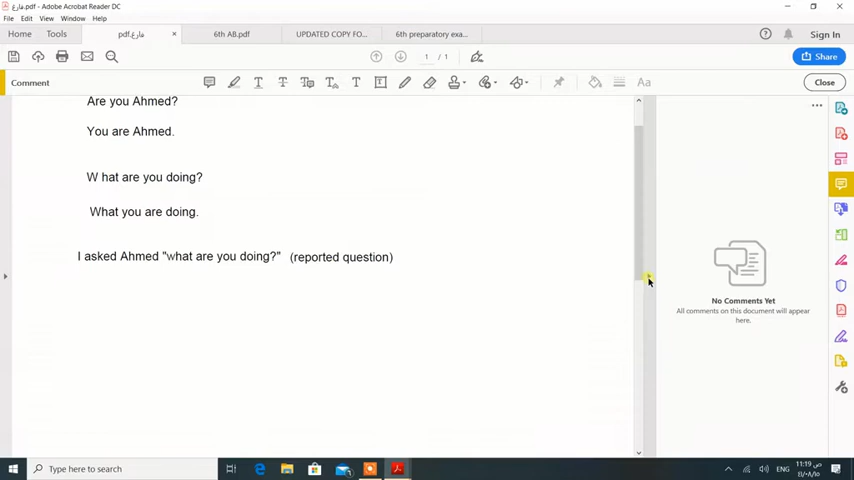 فارغ.pdf - Adobe Acrobat Reader DC
File Edit View Window Help
Home Tools فارغ.pdf 6th AB.pdf UPDATED COPY FO... 6th preparatory exa... Sign In
1 / 1 Share
Comment Close
Are you Ahmed?
You are Ahmed.
W hat are you doing?
What you are doing.
I asked Ahmed "what are you doing?" (reported question)
No Comments Yet
All comments on this document will appear
here.
Type here to search
ENG
11:19 ص